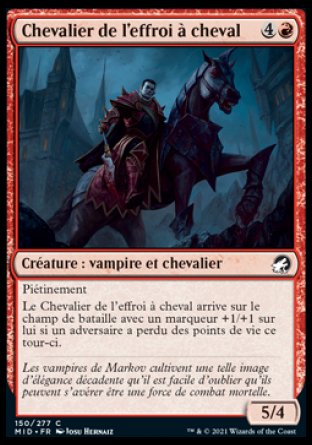 Chevalier de l'effroi à cheval 4
Créature : vampire et chevalier
Piétinement
Le Chevalier de l'effroi à cheval arrive sur le
champ de bataille avec un marqueur +1/+1 sur
lui si un adversaire a perdu des points de vie ce
tour-ci.
Les vampires de Markov cultivent une telle image
d'élégance décadente qu'il est facile d'oublier qu'ils
peuvent s'avérer être une force de combat mortelle.
5/4
150/277 C
MID • FR Iosu Hernaiz
™ & © 2021 Wizards of the Coast